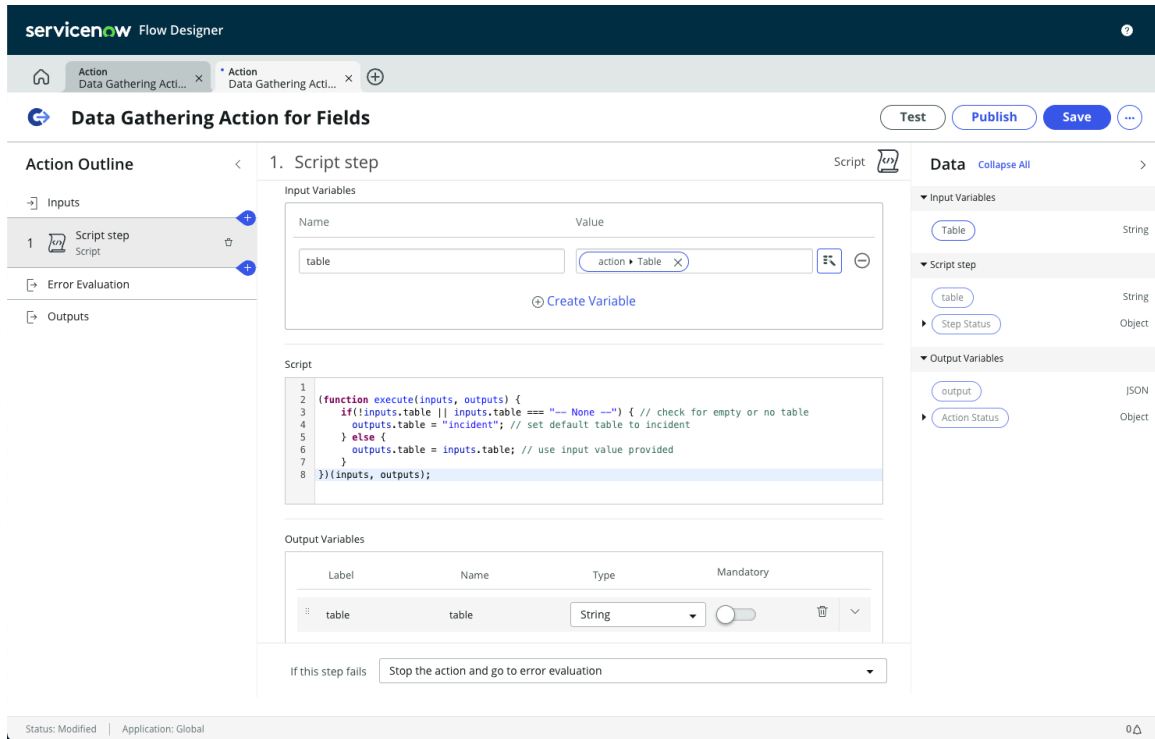 servicenow Flow Designer
Action
Data Gathering Acti...
Action
Data Gathering Acti...
Data Gathering Action for Fields
Test
Publish
Save
Action Outline
Inputs
1 Script step
Script
Error Evaluation
Outputs
1. Script step
Script
Input Variables
Name Value
table action ▸ Table
Create Variable
Script
1
2 (function execute(inputs, outputs) {
3 if(!inputs.table || inputs.table === "-- None --") { // check for empty or no table
4 outputs.table = "incident"; // set default table to incident
5 } else {
6 outputs.table = inputs.table; // use input value provided
7 }
8 })(inputs, outputs);
Output Variables
Label Name Type Mandatory
table table String
If this step fails Stop the action and go to error evaluation
Data Collapse All
Input Variables
Table String
Script step
table String
Step Status Object
Output Variables
output JSON
Action Status Object
Status: Modified Application: Global
0